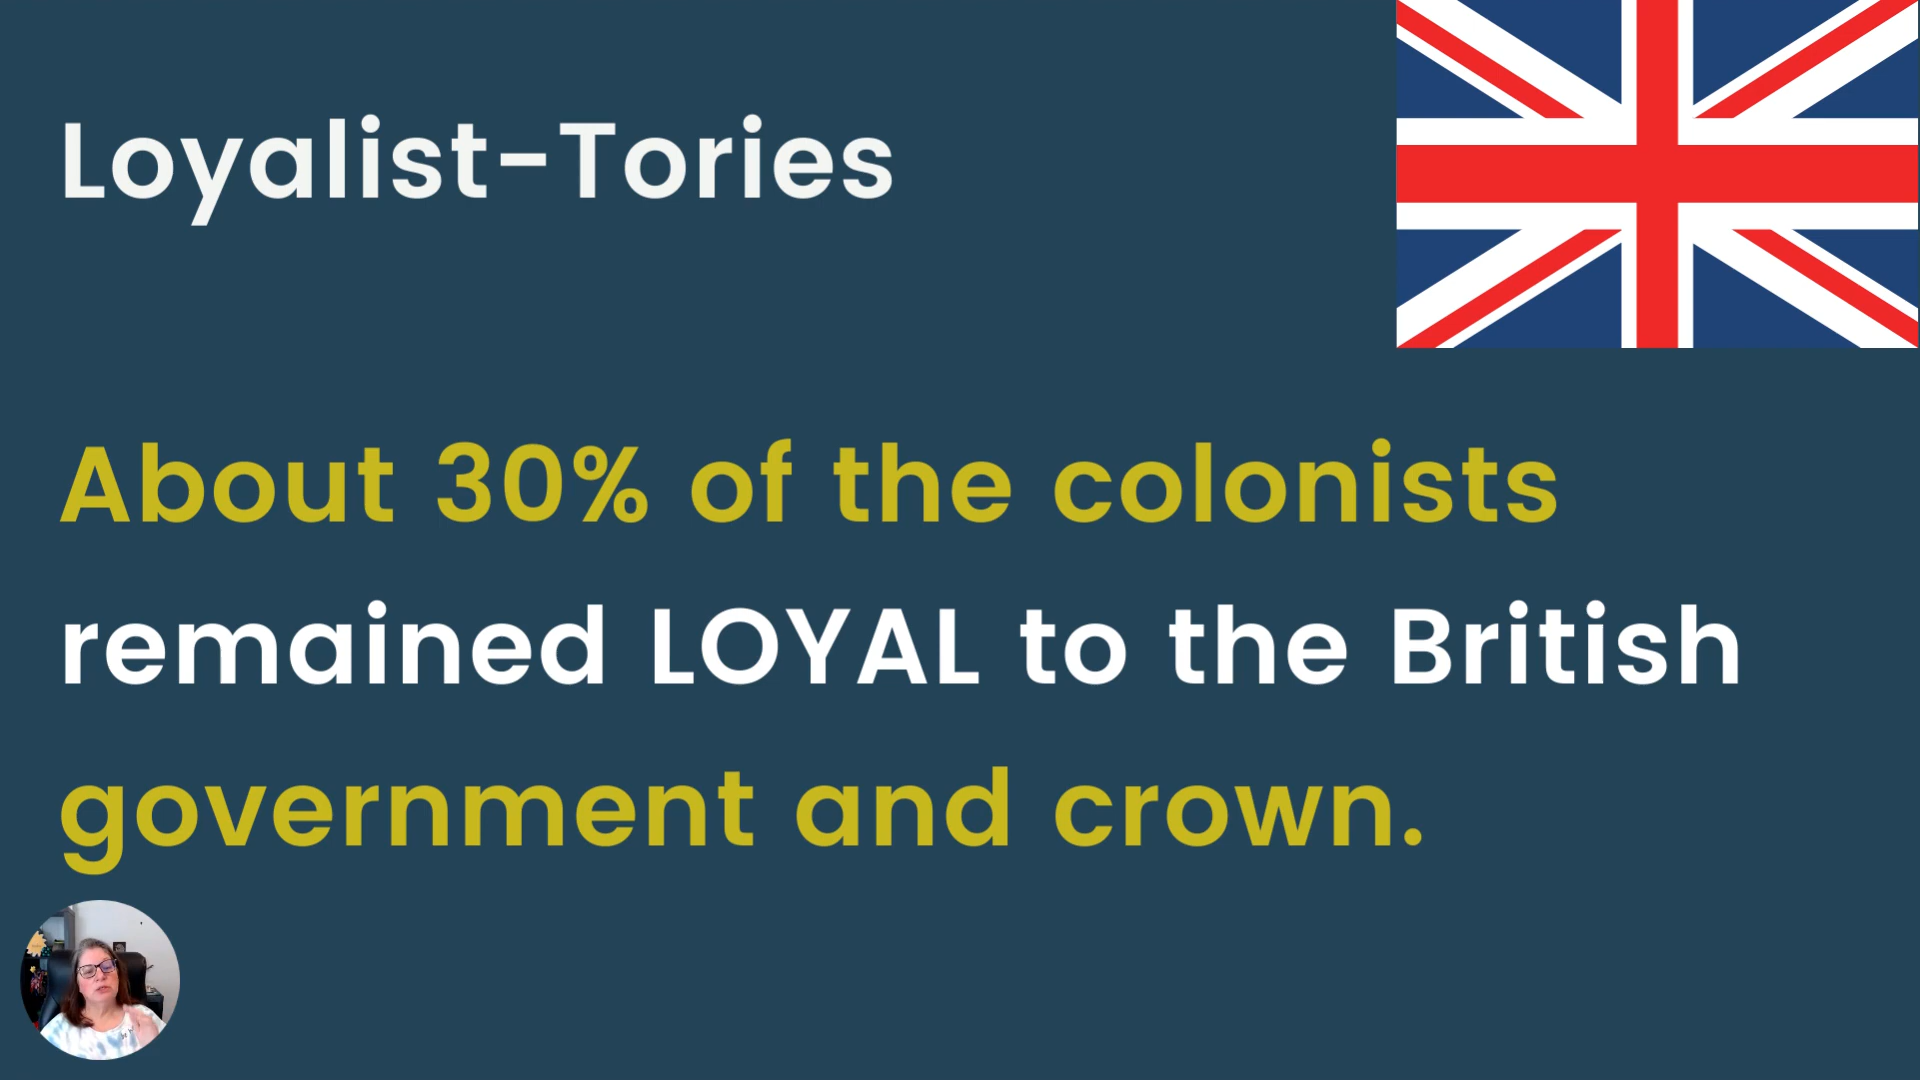 Loyalist-Tories
About 30% of the colonists
remained LOYAL to the British
government and crown.